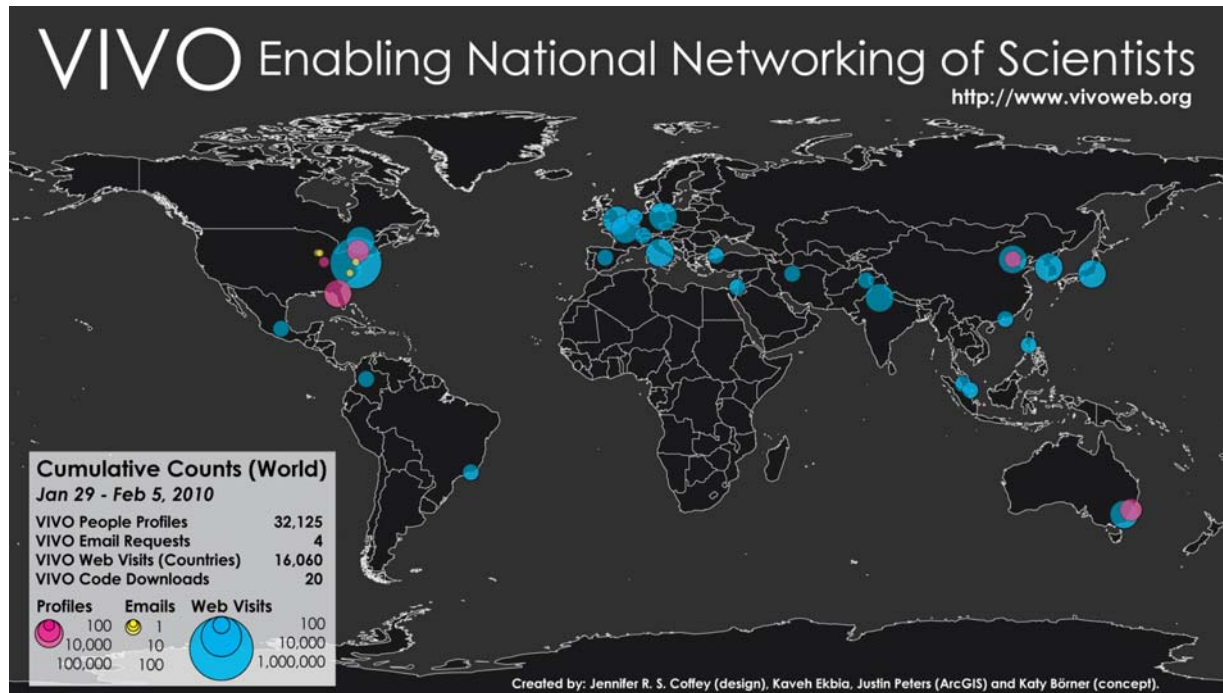 VIVO Enabling National Networking of Scientists
http://www.vivoweb.org
Cumulative Counts (World)
Jan 29 - Feb 5, 2010
VIVO People Profiles 32,125
VIVO Email Requests 4
VIVO Web Visits (Countries) 16,060
VIVO Code Downloads 20
Profiles Emails Web Visits
100 1 100
10,000 10 10,000
100,000 100 1,000,000
Created by: Jennifer R. S. Coffey (design), Kaveh Ekbia, Justin Peters (ArcGIS) and Katy Börner (concept).